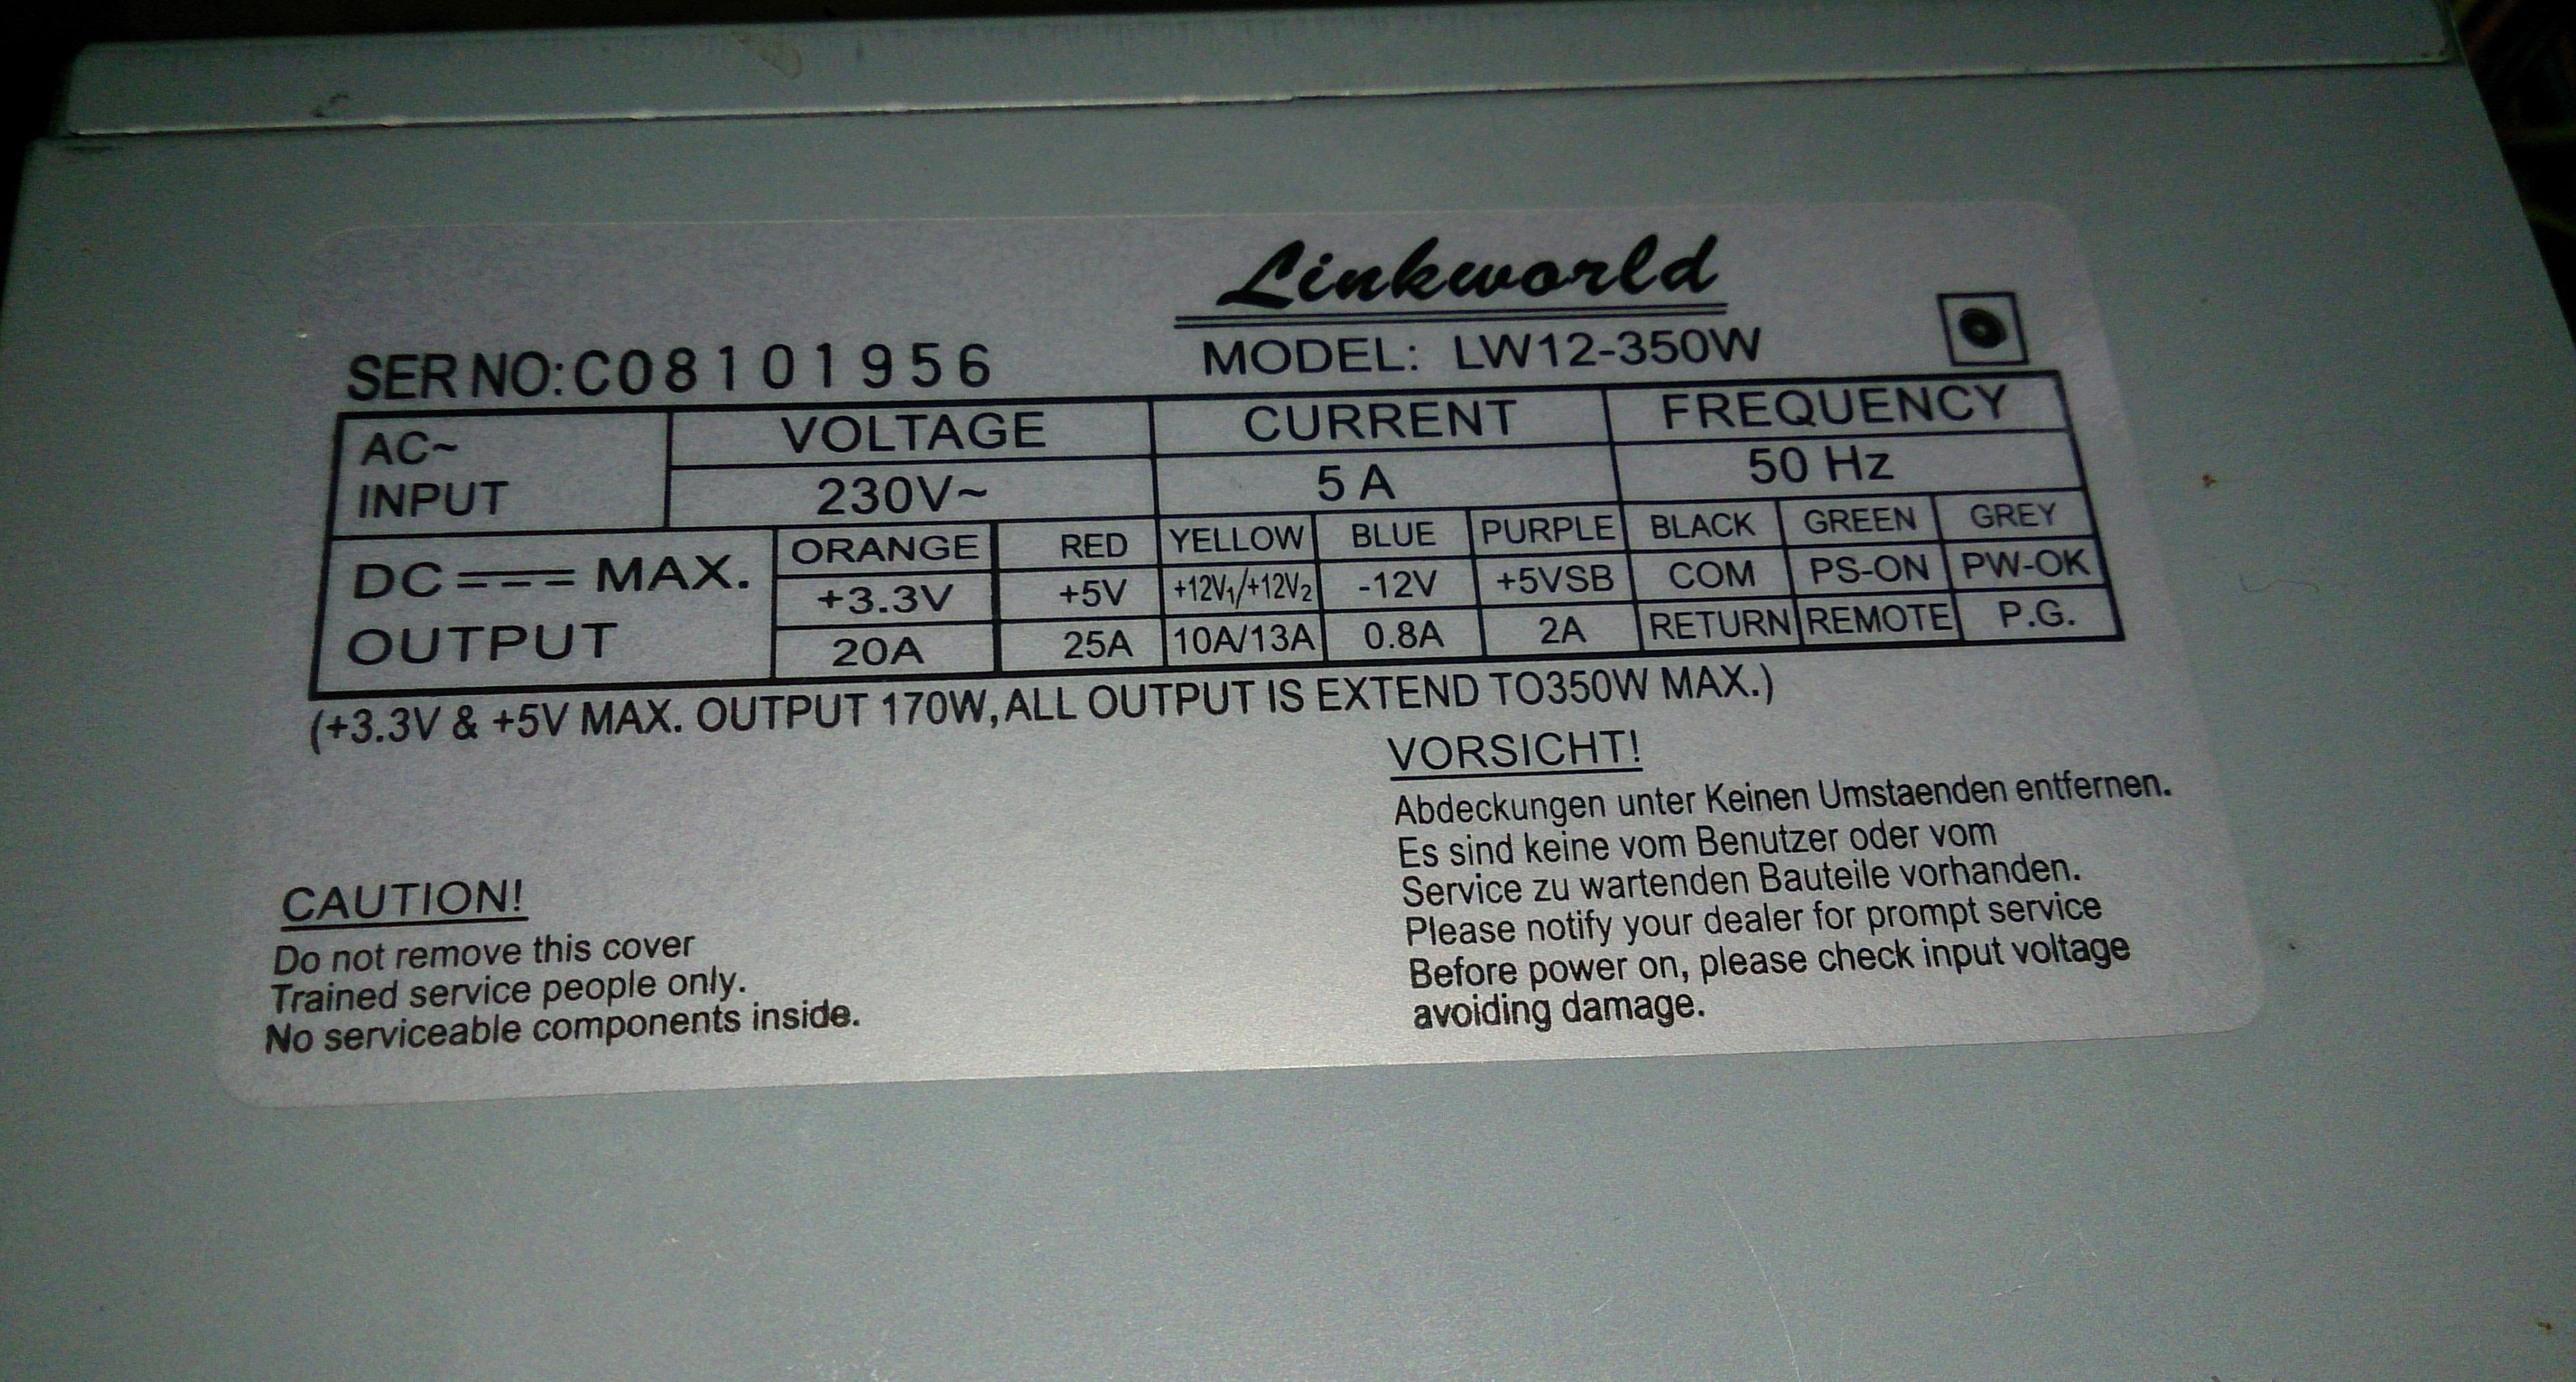 Linkworld
SER NO:C08101956
MODEL: LW12-350W
AC~ INPUT
VOLTAGE CURRENT FREQUENCY
230V~ 5 A 50 Hz
DC MAX. OUTPUT
ORANGE RED YELLOW BLUE PURPLE BLACK GREEN GREY
+3.3V +5V +12V₁/+12V₂ -12V +5VSB COM PS-ON PW-OK
20A 25A 10A/13A 0.8A 2A RETURN REMOTE P.G.
(+3.3V & +5V MAX. OUTPUT 170W, ALL OUTPUT IS EXTEND TO350W MAX.)
CAUTION!
Do not remove this cover
Trained service people only.
No serviceable components inside.
VORSICHT!
Abdeckungen unter Keinen Umstaenden entfernen.
Es sind keine vom Benutzer oder vom
Service zu wartenden Bauteile vorhanden.
Please notify your dealer for prompt service
Before power on, please check input voltage
avoiding damage.